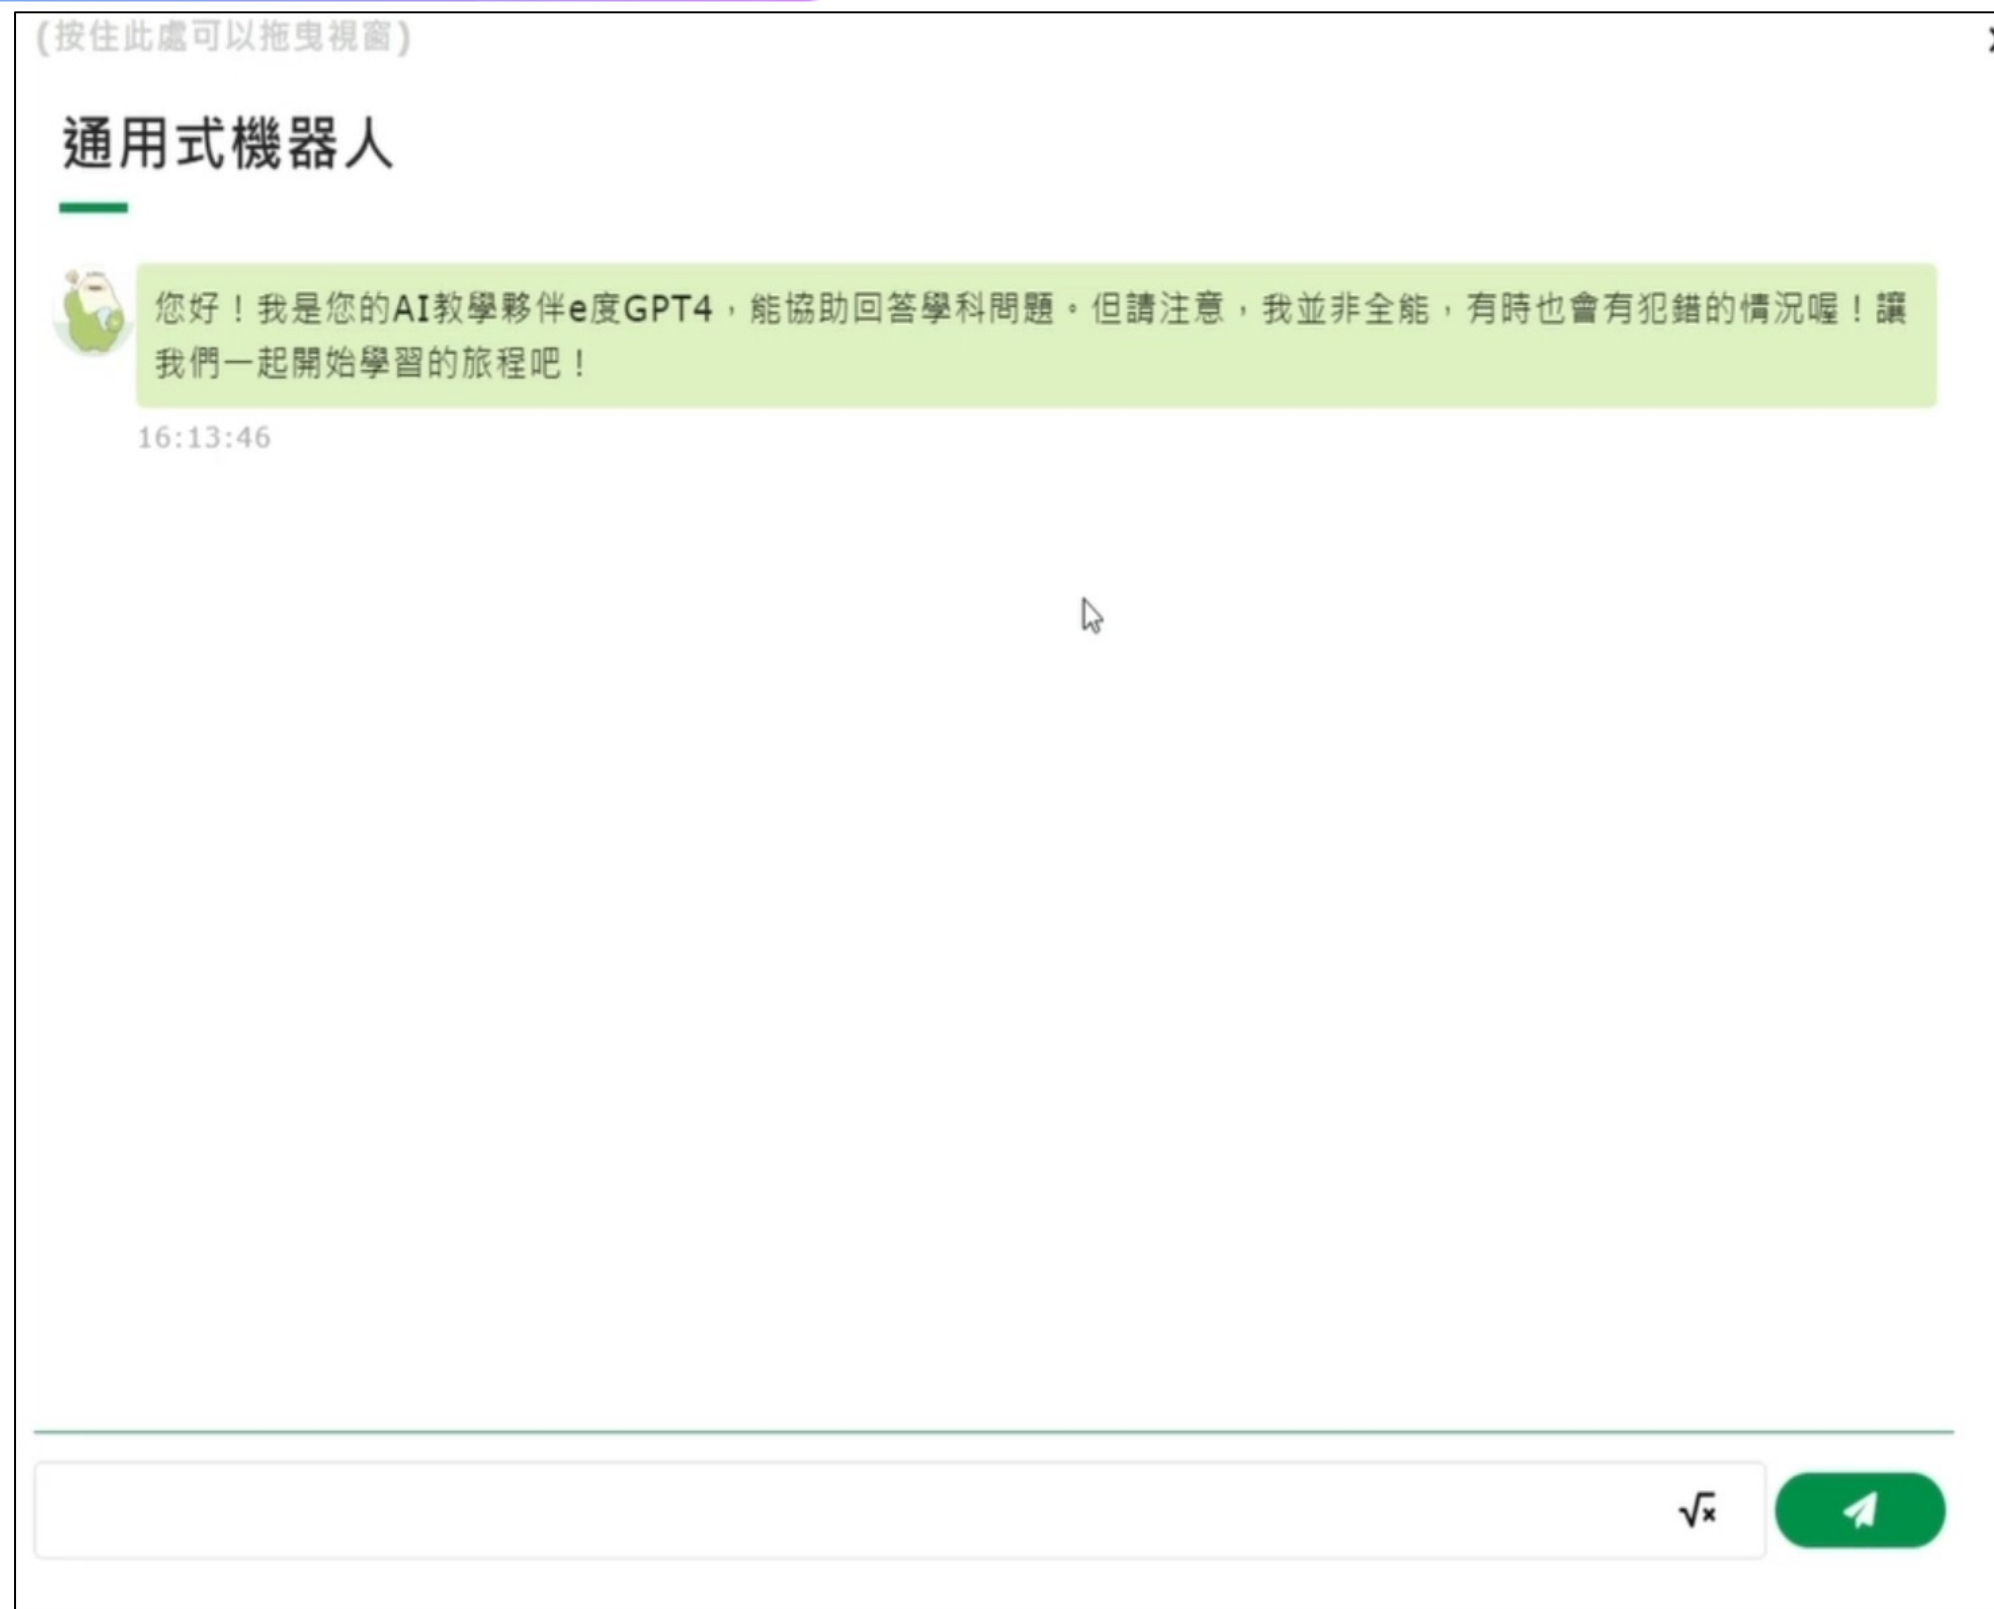 (按住此處可以拖曳視窗)
通用式機器人
您好！我是您的AI教學夥伴e度GPT4，能協助回答學科問題。但請注意，我並非全能，有時也會有犯錯的情況喔！讓
我們一起開始學習的旅程吧！
16:13:46
√x